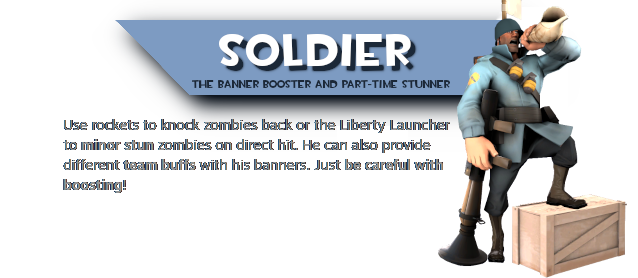 SOLDIER
THE BANNER BOOSTER AND PART-TIME STUNNER
Use rockets to knock zombies back or the Liberty Launcher
to minor stun zombies on direct hit. He can also provide
different team buffs with his banners. Just be careful with
boosting!